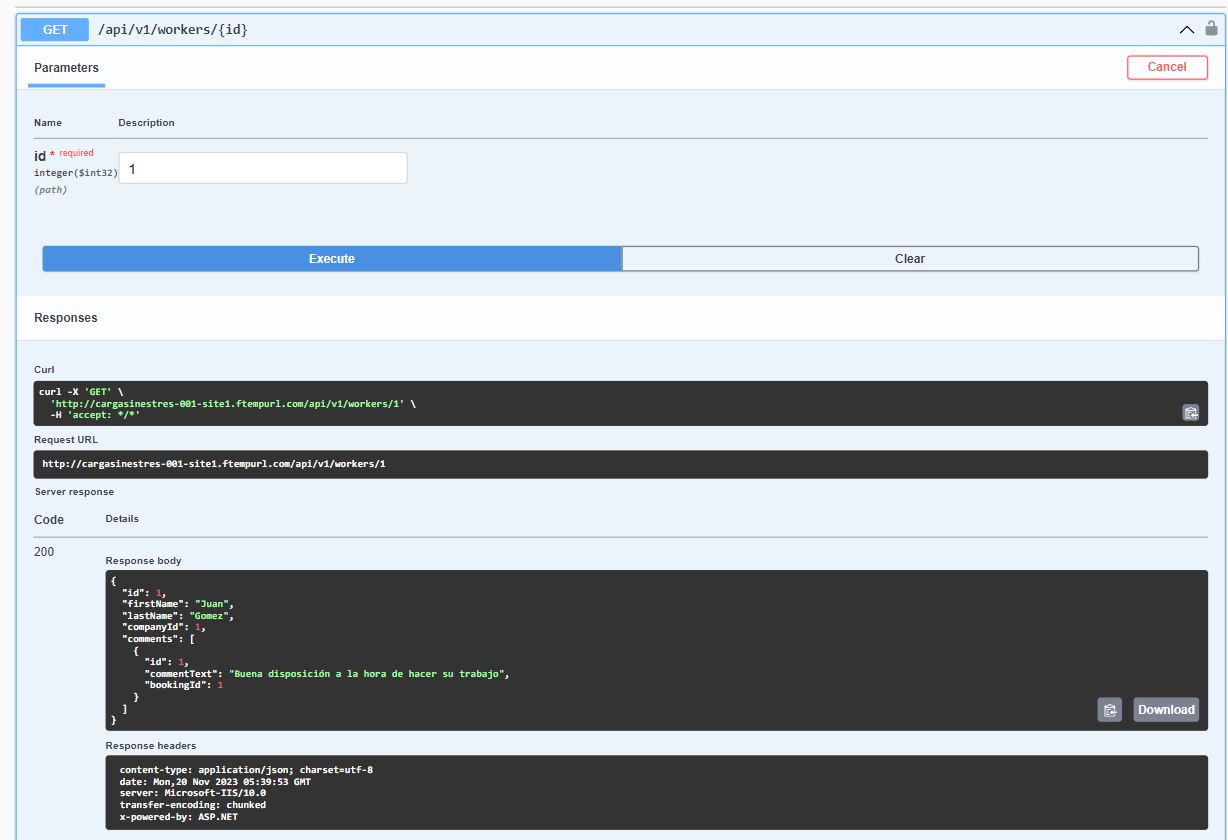 GET /api/v1/workers/{id}
Parameters
Cancel
Name Description
id * required
integer($int32)
(path)
1
Execute
Clear
Responses
Curl
curl -X 'GET' \
  'http://cargasinestres-001-site1.ftempurl.com/api/v1/workers/1' \
  -H 'accept: */*'
Request URL
http://cargasinestres-001-site1.ftempurl.com/api/v1/workers/1
Server response
Code Details
200
Response body
{
  "id": 1,
  "firstName": "Juan",
  "lastName": "Gomez",
  "companyId": 1,
  "comments": [
    {
      "id": 1,
      "commentText": "Buena disposición a la hora de hacer su trabajo",
      "bookingId": 1
    }
  ]
}
Download
Response headers
content-type: application/json; charset=utf-8
date: Mon,20 Nov 2023 05:39:53 GMT
server: Microsoft-IIS/10.0
transfer-encoding: chunked
x-powered-by: ASP.NET